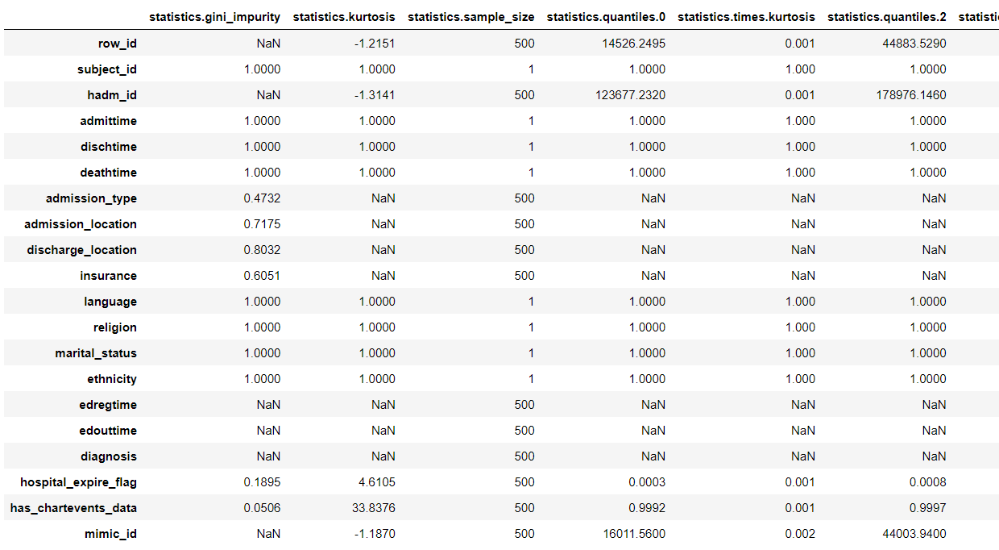 statistics.gini_impurity statistics.kurtosis statistics.sample_size statistics.quantiles.0 statistics.times.kurtosis statistics.quantiles.2
row_id NaN -1.2151 500 14526.2495 0.001 44883.5290
subject_id 1.0000 1.0000 1 1.0000 1.000 1.0000
hadm_id NaN -1.3141 500 123677.2320 0.001 178976.1460
admittime 1.0000 1.0000 1 1.0000 1.000 1.0000
dischtime 1.0000 1.0000 1 1.0000 1.000 1.0000
deathtime 1.0000 1.0000 1 1.0000 1.000 1.0000
admission_type 0.4732 NaN 500 NaN NaN NaN
admission_location 0.7175 NaN 500 NaN NaN NaN
discharge_location 0.8032 NaN 500 NaN NaN NaN
insurance 0.6051 NaN 500 NaN NaN NaN
language 1.0000 1.0000 1 1.0000 1.000 1.0000
religion 1.0000 1.0000 1 1.0000 1.000 1.0000
marital_status 1.0000 1.0000 1 1.0000 1.000 1.0000
ethnicity 1.0000 1.0000 1 1.0000 1.000 1.0000
edregtime NaN NaN 500 NaN NaN NaN
edouttime NaN NaN 500 NaN NaN NaN
diagnosis NaN NaN 500 NaN NaN NaN
hospital_expire_flag 0.1895 4.6105 500 0.0003 0.001 0.0008
has_chartevents_data 0.0506 33.8376 500 0.9992 0.001 0.9997
mimic_id NaN -1.1870 500 16011.5600 0.002 44003.9400